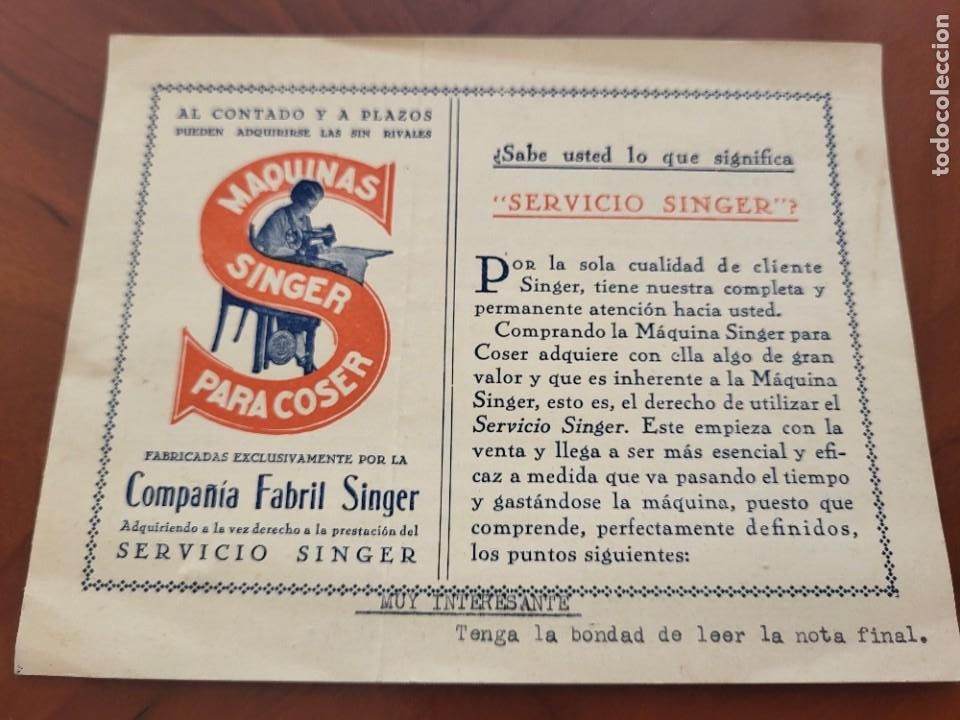 AL CONTADO Y A PLAZOS
PUEDEN ADQUIRIRSE LAS SIN RIVALES
MAQUINAS
SINGER
PARA COSER
FABRICADAS EXCLUSIVAMENTE POR LA
Compañía Fabril Singer
Adquiriendo a la vez derecho a la prestación del
SERVICIO SINGER
¿Sabe usted lo que significa
"SERVICIO SINGER"?
POR la sola cualidad de cliente
Singer, tiene nuestra completa y
permanente atención hacia usted.
Comprando la Máquina Singer para
Coser adquiere con ella algo de gran
valor y que es inherente a la Máquina
Singer, esto es, el derecho de utilizar el
Servicio Singer. Este empieza con la
venta y llega a ser más esencial y efi-
caz a medida que va pasando el tiempo
y gastándose la máquina, puesto que
comprende, perfectamente definidos,
los puntos siguientes:
MUY INTERESANTE
Tenga la bondad de leer la nota final.
todocoleccion